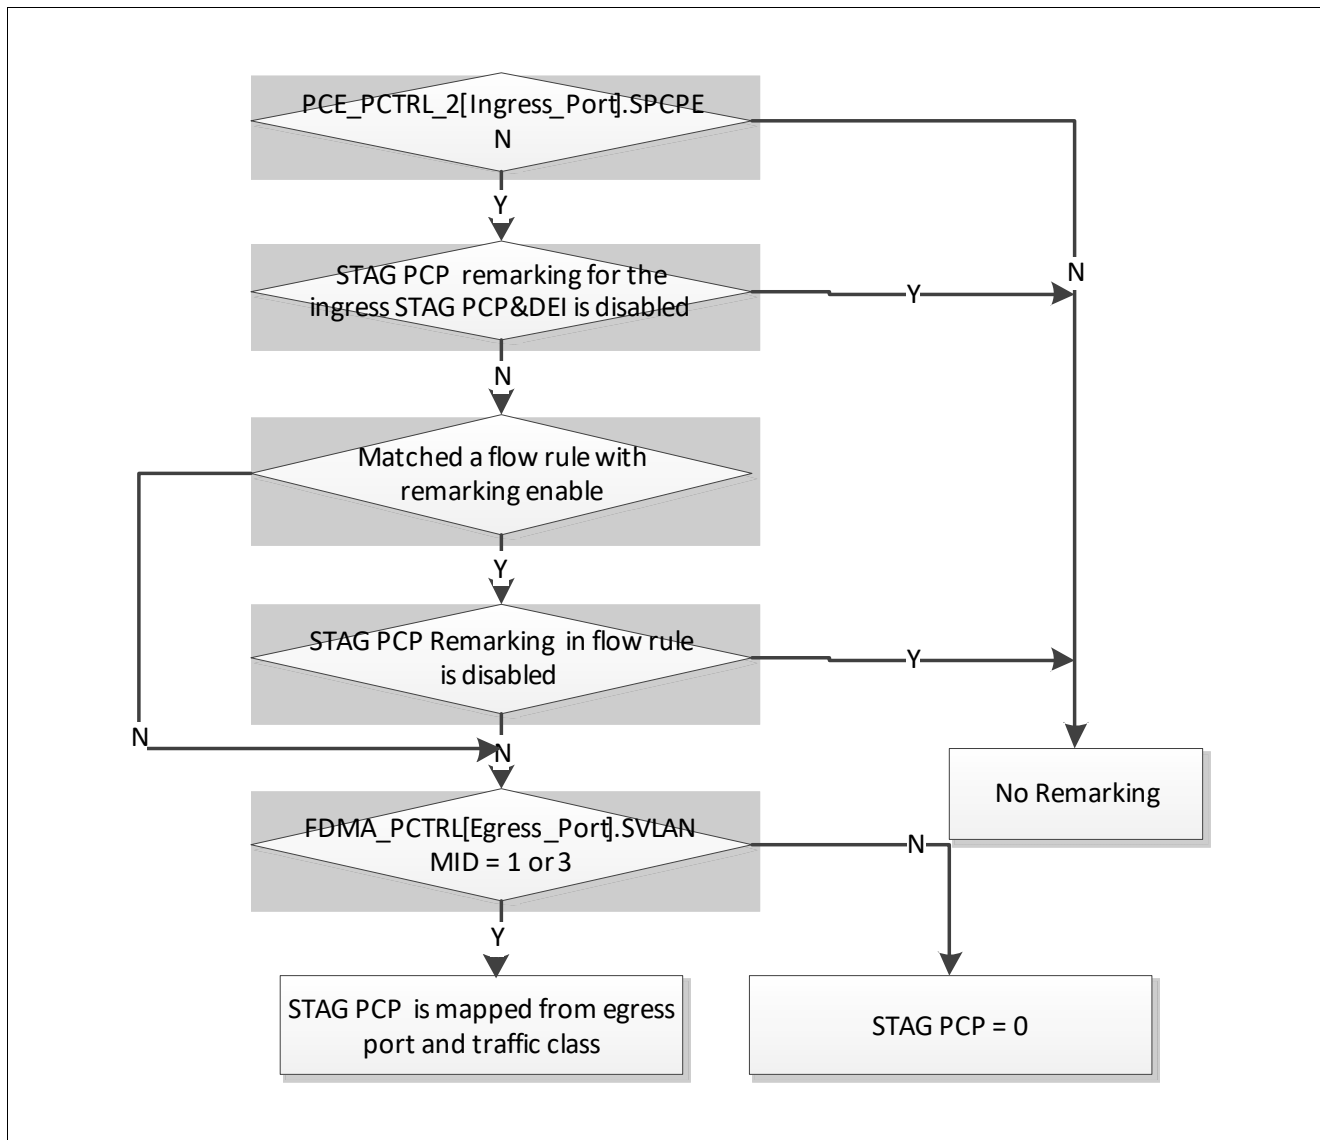 PCE_PCTRL_2[Ingress_Port].SPCPE
N
Y
STAG PCP remarking for the
ingress STAG PCP&DEI is disabled
N
Y
N
Matched a flow rule with
remarking enable
Y
STAG PCP Remarking in flow rule
is disabled
Y
N
N
No Remarking
FDMA_PCTRL[Egress_Port].SVLAN
MID = 1 or 3
N
Y
STAG PCP is mapped from egress
port and traffic class
STAG PCP = 0